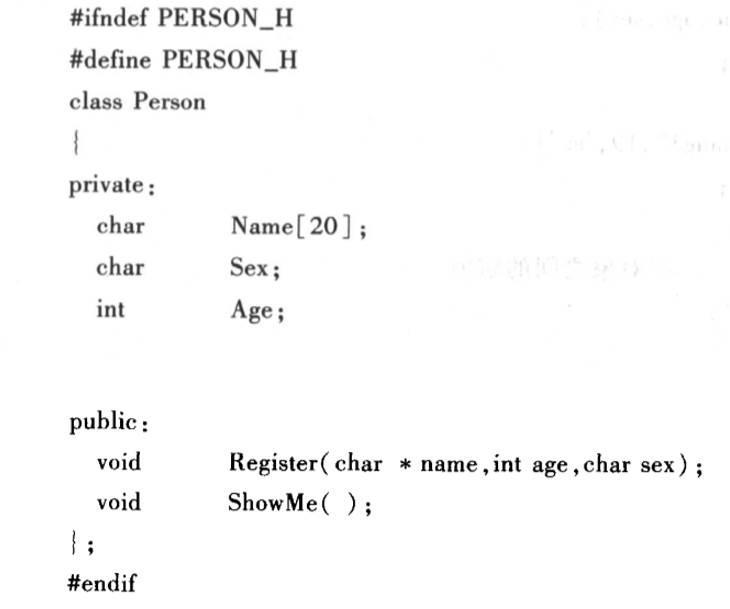 #ifndef PERSON_H
#define PERSON_H
class Person
{
private:
char Name[20];
char Sex;
int Age;
public:
void Register(char * name,int age,char sex);
void ShowMe( );
};
#endif